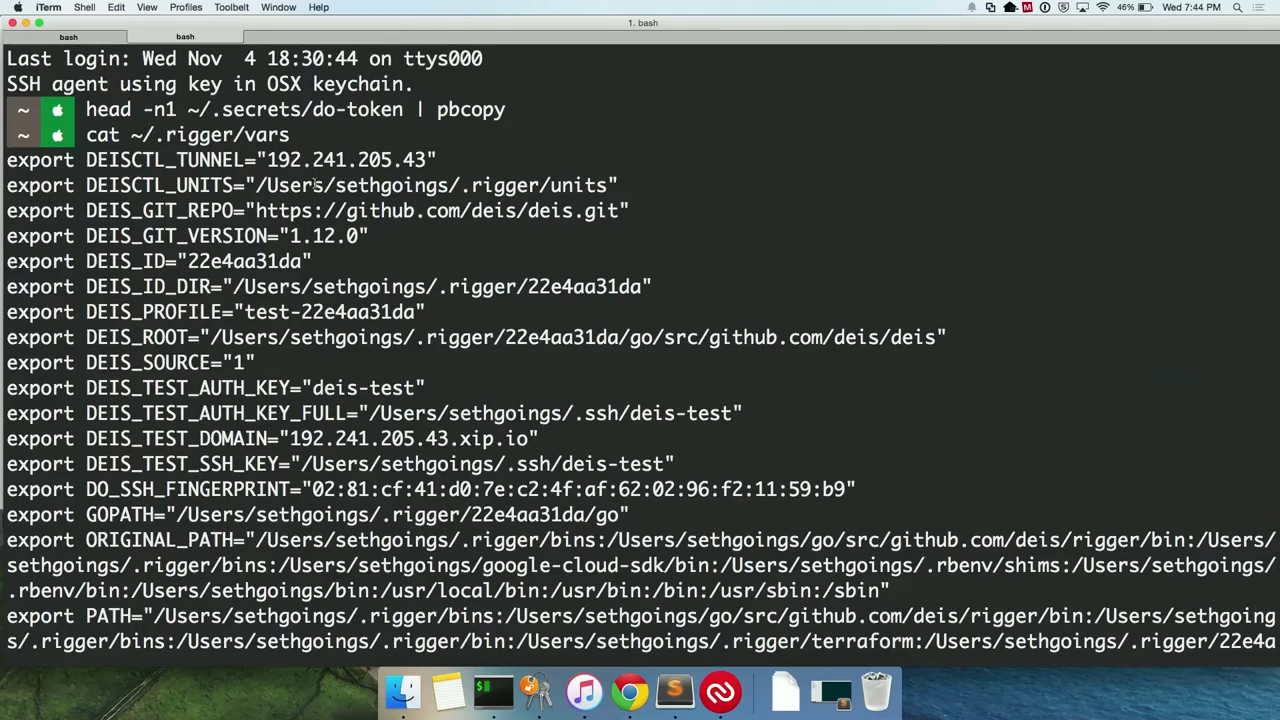 iTerm Shell Edit View Profiles Toolbelt Window Help 46% Wed 7:44 PM
1. bash
bash bash
Last login: Wed Nov  4 18:30:44 on ttys000
SSH agent using key in OSX keychain.
~ head -n1 ~/.secrets/do-token | pbcopy
~ cat ~/.rigger/vars
export DEISCTL_TUNNEL="192.241.205.43"
export DEISCTL_UNITS="/Users/sethgoings/.rigger/units"
export DEIS_GIT_REPO="https://github.com/deis/deis.git"
export DEIS_GIT_VERSION="1.12.0"
export DEIS_ID="22e4aa31da"
export DEIS_ID_DIR="/Users/sethgoings/.rigger/22e4aa31da"
export DEIS_PROFILE="test-22e4aa31da"
export DEIS_ROOT="/Users/sethgoings/.rigger/22e4aa31da/go/src/github.com/deis/deis"
export DEIS_SOURCE="1"
export DEIS_TEST_AUTH_KEY="deis-test"
export DEIS_TEST_AUTH_KEY_FULL="/Users/sethgoings/.ssh/deis-test"
export DEIS_TEST_DOMAIN="192.241.205.43.xip.io"
export DEIS_TEST_SSH_KEY="/Users/sethgoings/.ssh/deis-test"
export DO_SSH_FINGERPRINT="02:81:cf:41:d0:7e:c2:4f:af:62:02:96:f2:11:59:b9"
export GOPATH="/Users/sethgoings/.rigger/22e4aa31da/go"
export ORIGINAL_PATH="/Users/sethgoings/.rigger/bins:/Users/sethgoings/go/src/github.com/deis/rigger/bin:/Users/
sethgoings/.rigger/bins:/Users/sethgoings/google-cloud-sdk/bin:/Users/sethgoings/.rbenv/shims:/Users/sethgoings/
.rbenv/bin:/Users/sethgoings/bin:/usr/local/bin:/usr/bin:/bin:/usr/sbin:/sbin"
export PATH="/Users/sethgoings/.rigger/bins:/Users/sethgoings/go/src/github.com/deis/rigger/bin:/Users/sethgoing
s/.rigger/bins:/Users/sethgoings/.rigger/bin:/Users/sethgoings/.rigger/terraform:/Users/sethgoings/.rigger/22e4a